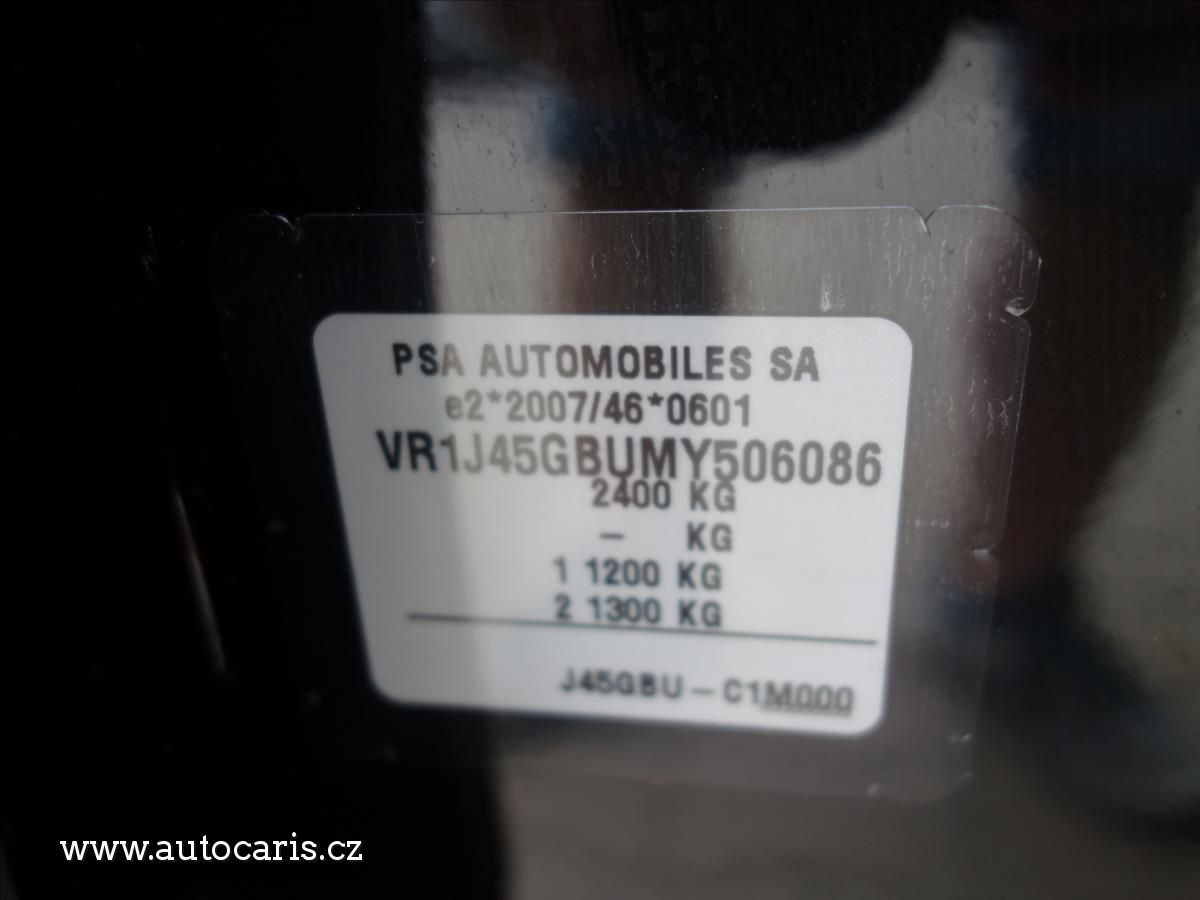 PSA AUTOMOBILES SA
e2*2007/46*0601
VR1J45GBUMY506086
2400 KG
– KG
1 1200 KG
2 1300 KG
J45GBU – C1M000
www.autocaris.cz